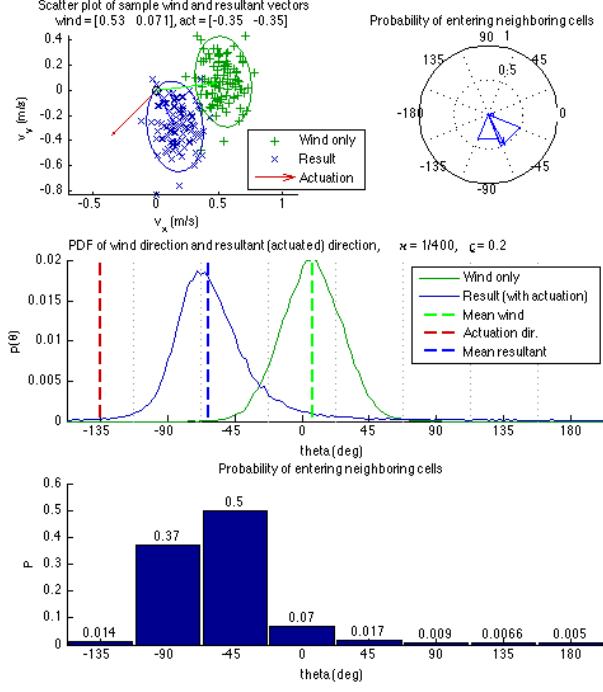 Scatter plot of sample wind and resultant vectors
wind = [0.53 0.071], act = [-0.35 -0.35]
0.4
0.2
0
-0.2
-0.4
-0.6
-0.8
v_y (m/s)
-0.5 0 0.5 1
v_x (m/s)
Wind only
Result
Actuation
Probability of entering neighboring cells
90 1
135 -45
0.5
-180 0
-135 -45
-90
PDF of wind direction and resultant (actuated) direction, ϰ = 1/400, ϛ = 0.2
0.02
0.015
0.01
0.005
0
p(θ)
-135 -90 -45 0 45 90 135 180
theta (deg)
Wind only
Result (with actuation)
Mean wind
Actuation dir.
Mean resultant
Probability of entering neighboring cells
0.6
0.5
0.4
0.3
0.2
0.1
0
P
0.014 0.37 0.5 0.07 0.017 0.009 0.0066 0.005
-135 -90 -45 0 45 90 135 180
theta (deg)